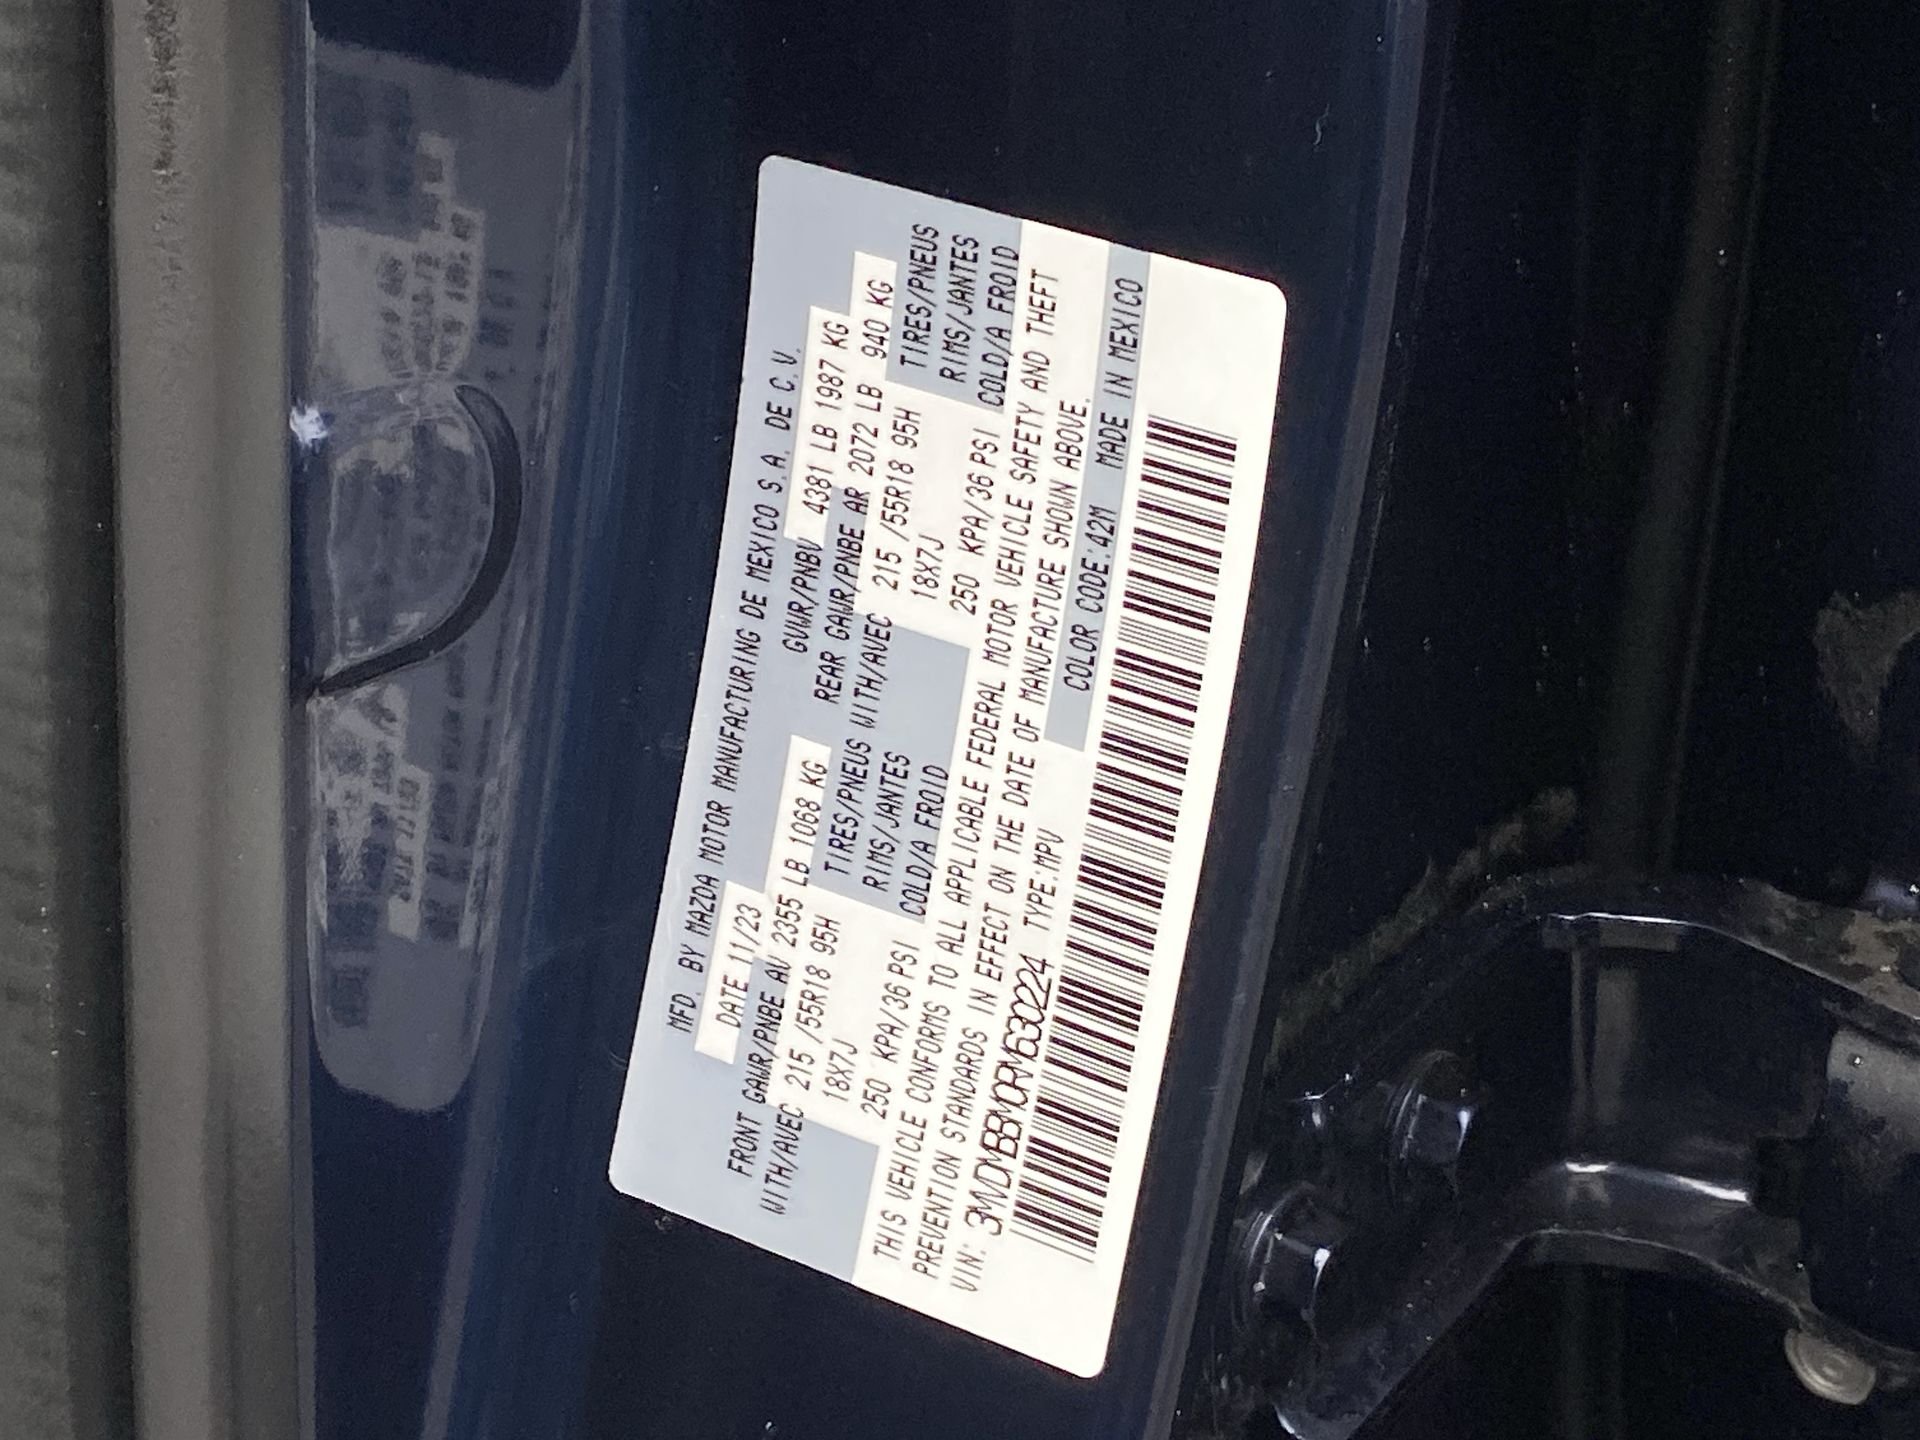 MFD. BY MAZDA MOTOR MANUFACTURING DE MEXICO S.A. DE C.V.
DATE 11/23 GVWR/PNBV 4381 LB 1987 KG
FRONT GAWR/PNBE AV 2355 LB 1068 KG REAR GAWR/PNBE AR 2072 LB 940 KG
WITH/AVEC 215 /55R18 95H TIRES/PNEUS WITH/AVEC 215 /55R18 95H TIRES/PNEUS
18X7J RIMS/JANTES 18X7J RIMS/JANTES
250 KPA/36 PSI COLD/A FROID 250 KPA/36 PSI COLD/A FROID
THIS VEHICLE CONFORMS TO ALL APPLICABLE FEDERAL MOTOR VEHICLE SAFETY AND THEFT
PREVENTION STANDARDS IN EFFECT ON THE DATE OF MANUFACTURE SHOWN ABOVE.
VIN: 3MVDMBBM0RM630224 TYPE:MPV COLOR CODE:42M MADE IN MEXICO